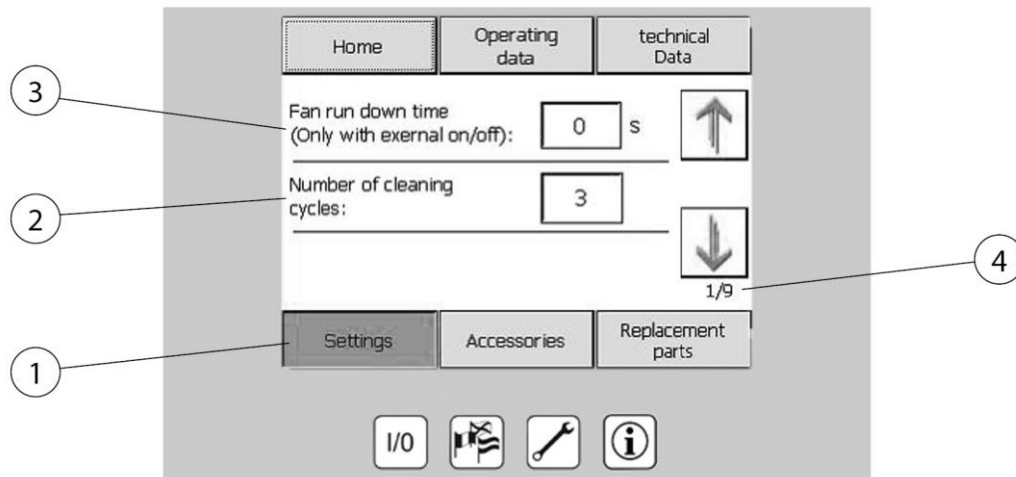 Home
Operating
data
technical
Data
3
Fan run down time
(Only with exernal on/off):
0
s
2
Number of cleaning
cycles:
3
4
1/9
1
Settings
Accessories
Replacement
parts
I/0
i